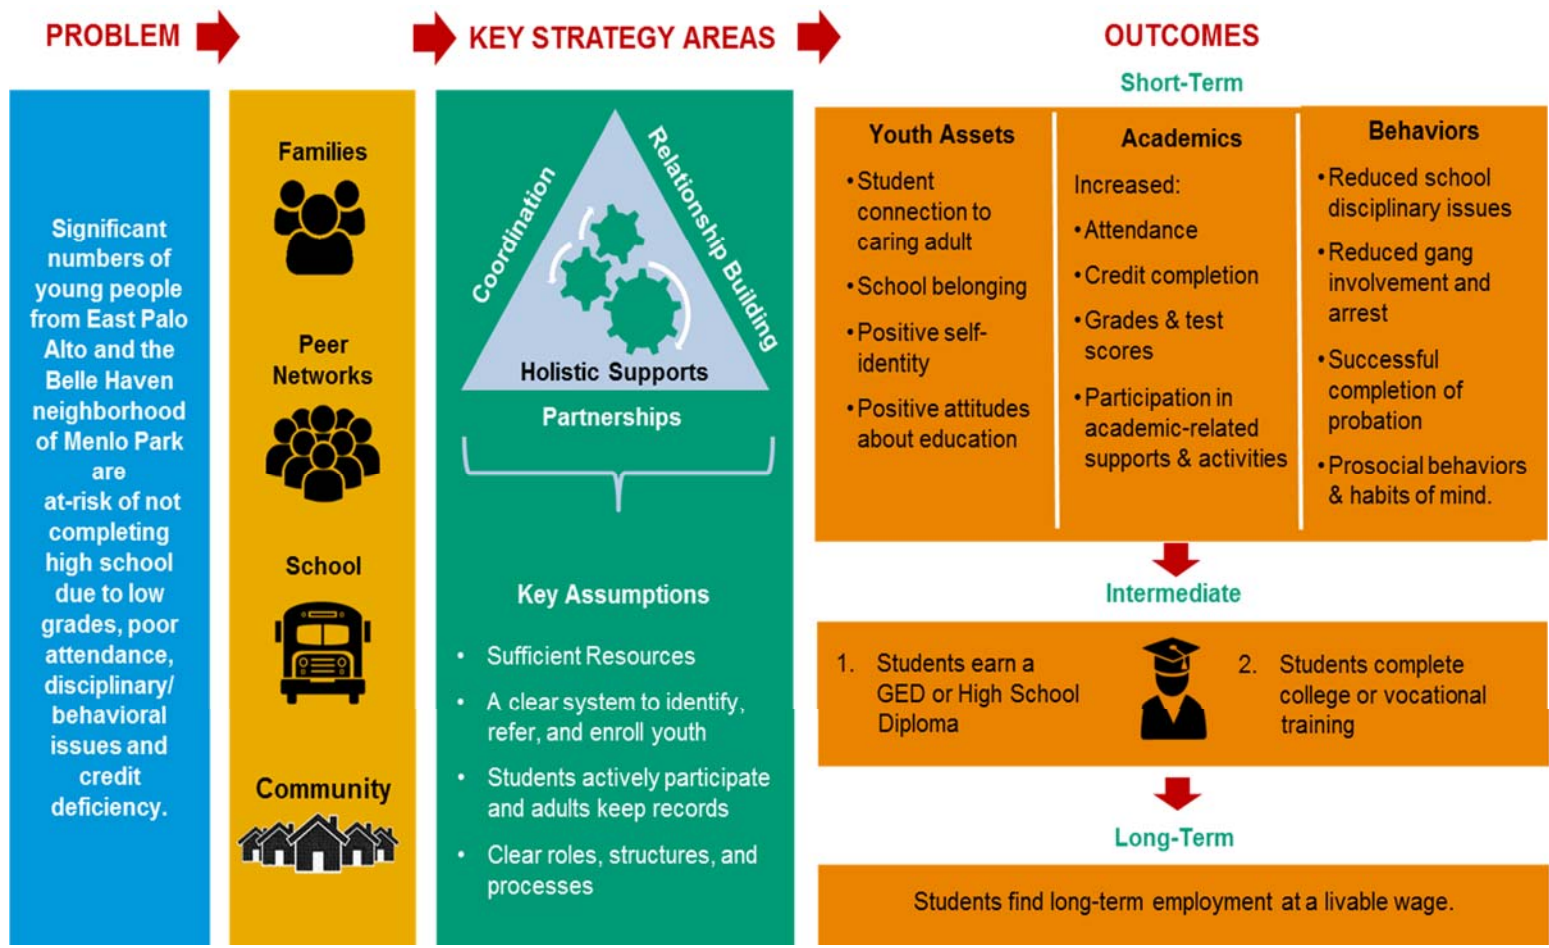 PROBLEM
KEY STRATEGY AREAS
OUTCOMES
Significant
numbers of
young people
from East Palo
Alto and the
Belle Haven
neighborhood
of Menlo Park
are
at-risk of not
completing
high school
due to low
grades, poor
attendance,
disciplinary/
behavioral
issues and
credit
deficiency.
Families
Peer
Networks
School
Community
Coordination
Relationship Building
Holistic Supports
Partnerships
Key Assumptions
• Sufficient Resources
• A clear system to identify,
refer, and enroll youth
• Students actively participate
and adults keep records
• Clear roles, structures, and
processes
Short-Term
Youth Assets
•Student
connection to
caring adult
•School belonging
•Positive self-
identity
•Positive attitudes
about education
Academics
Increased:
•Attendance
•Credit completion
•Grades & test
scores
•Participation in
academic-related
supports & activities
Behaviors
•Reduced school
disciplinary issues
•Reduced gang
involvement and
arrest
•Successful
completion of
probation
•Prosocial behaviors
& habits of mind.
Intermediate
1. Students earn a
GED or High School
Diploma
2. Students complete
college or vocational
training
Long-Term
Students find long-term employment at a livable wage.